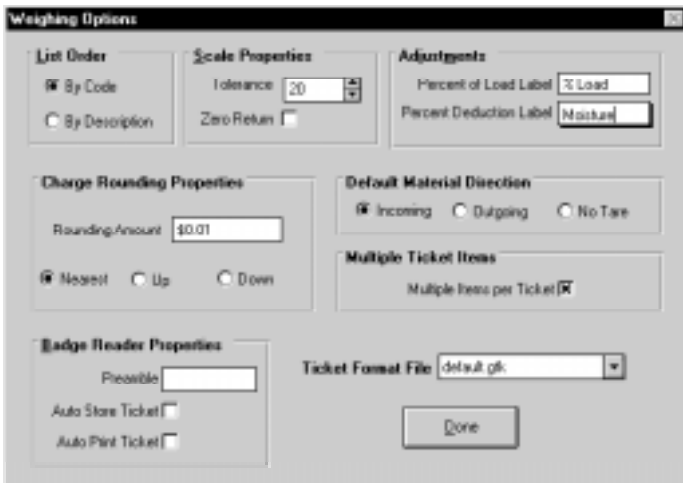 Weighing Options
List Order
By Code
By Description
Scale Properties
Tolerance 20
Zero Return
Adjustments
Percent of Load Label % Load
Percent Deduction Label Moisture
Charge Rounding Properties
Rounding Amount $0.01
Nearest Up Down
Default Material Direction
Incoming Outgoing No Tare
Multiple Ticket Items
Multiple Items per Ticket
Badge Reader Properties
Preamble
Auto Store Ticket
Auto Print Ticket
Ticket Format File default.gtk
Done